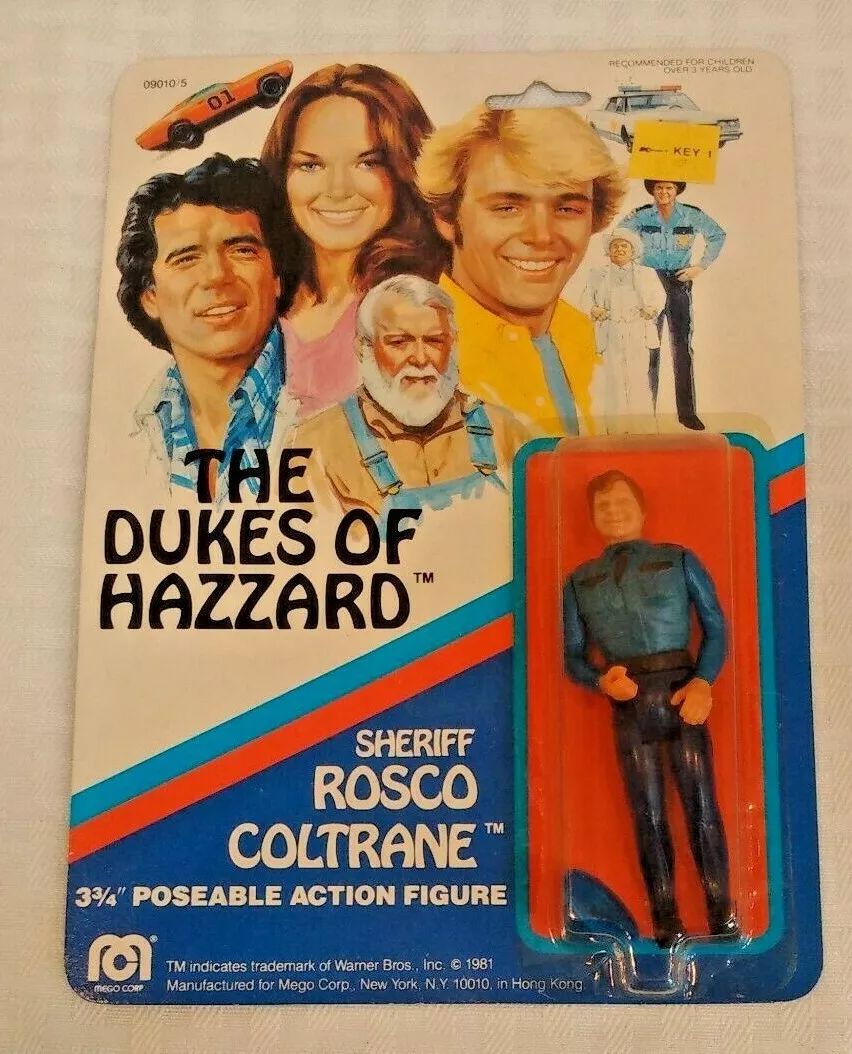 09010/5
RECOMMENDED FOR CHILDREN
OVER 3 YEARS OLD
01
KEY 1
THE
DUKES OF
HAZZARD™
SHERIFF
ROSCO
COLTRANE™
3¾" POSEABLE ACTION FIGURE
®
MEGO CORP
TM indicates trademark of Warner Bros., Inc. © 1981
Manufactured for Mego Corp., New York, N.Y. 10010, in Hong Kong.